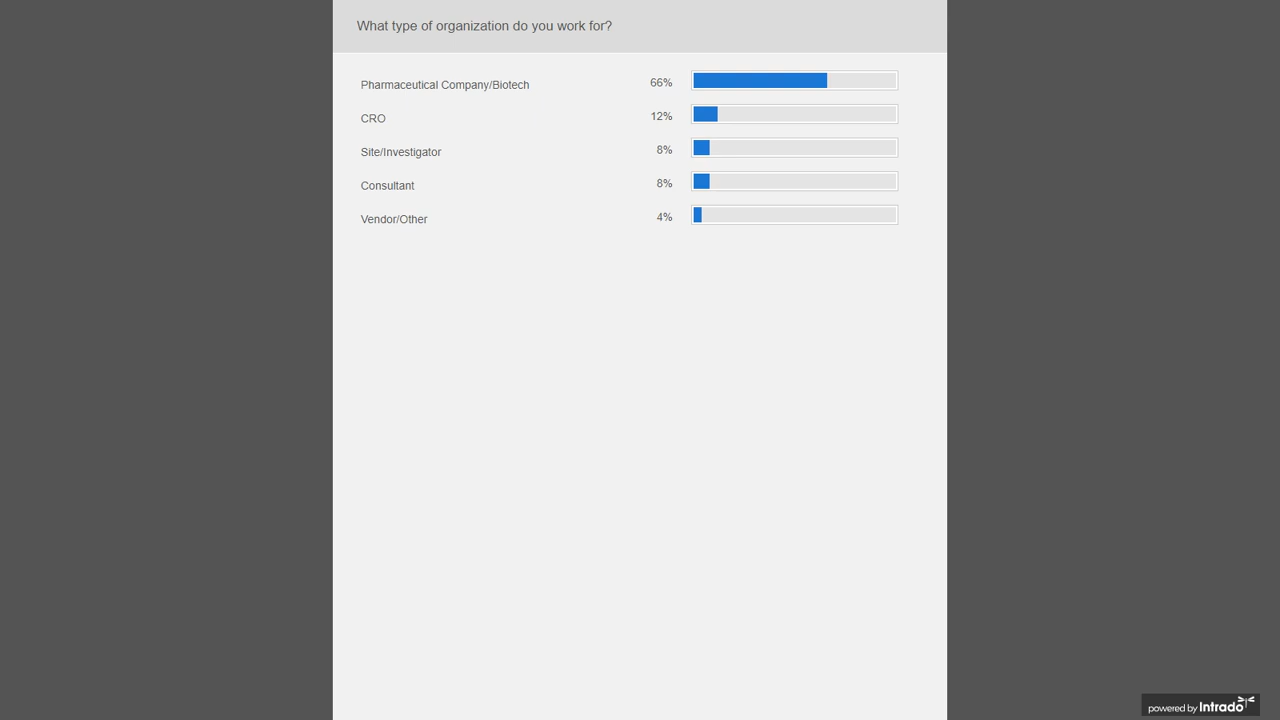 What type of organization do you work for?
Pharmaceutical Company/Biotech 66%
CRO 12%
Site/Investigator 8%
Consultant 8%
Vendor/Other 4%
powered by Intrado